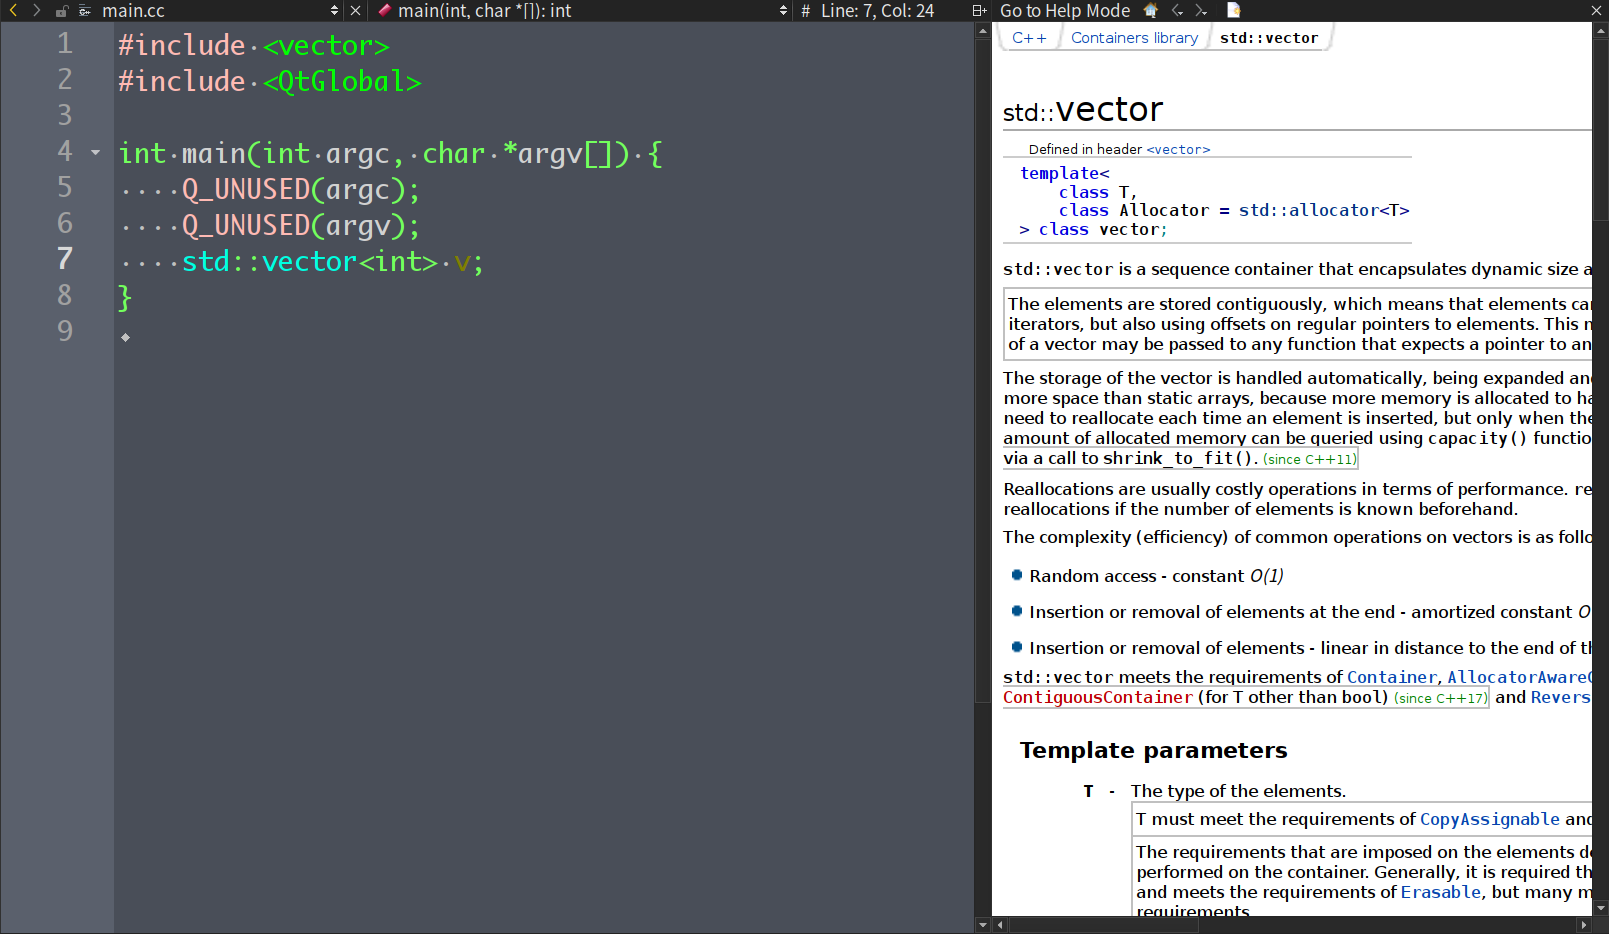 main.cc
main(int, char *[]): int
# Line: 7, Col: 24
Go to Help Mode
1 #include <vector>
2 #include <QtGlobal>
3
4 int main(int argc, char *argv[]) {
5 Q_UNUSED(argc);
6 Q_UNUSED(argv);
7 std::vector<int> v;
8 }
9
C++ Containers library std::vector
std::vector
Defined in header <vector>
template<
class T,
class Allocator = std::allocator<T>
> class vector;
std::vector is a sequence container that encapsulates dynamic size a
The elements are stored contiguously, which means that elements ca
iterators, but also using offsets on regular pointers to elements. This
of a vector may be passed to any function that expects a pointer to an
The storage of the vector is handled automatically, being expanded an
more space than static arrays, because more memory is allocated to ha
need to reallocate each time an element is inserted, but only when the
amount of allocated memory can be queried using capacity() functio
via a call to shrink_to_fit(). (since C++11)
Reallocations are usually costly operations in terms of performance. re
reallocations if the number of elements is known beforehand.
The complexity (efficiency) of common operations on vectors is as follo
Random access - constant O(1)
Insertion or removal of elements at the end - amortized constant O
Insertion or removal of elements - linear in distance to the end of th
std::vector meets the requirements of Container, AllocatorAwareC
ContiguousContainer (for T other than bool) (since C++17) and Revers
Template parameters
T - The type of the elements.
T must meet the requirements of CopyAssignable and
The requirements that are imposed on the elements de
performed on the container. Generally, it is required th
and meets the requirements of Erasable, but many m
requirements.